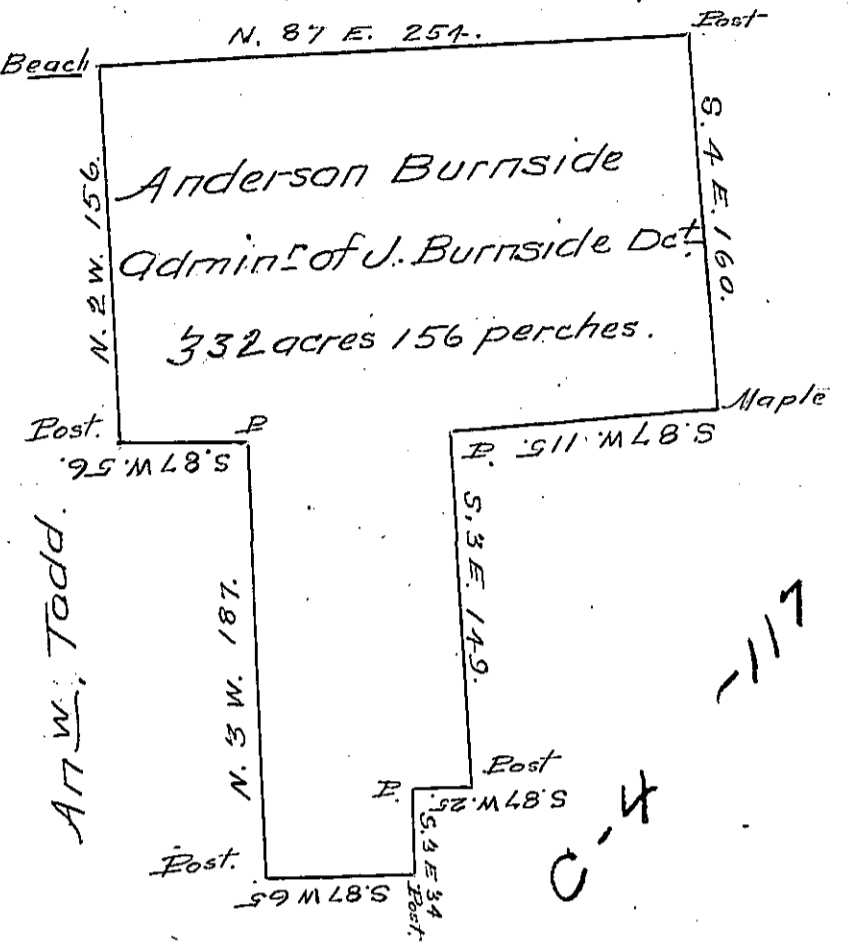 N. 87 E. 254.
Post
Beach
S. 4 E. 160.
N. 2 W. 156.
Anderson Burnside
Admin.r of J. Burnside Dct.
332 acres 156 perches.
Maple
Post.
P
S. 87 W. 56.
P.
S. 87 W. 115.
An.w Todd.
N. 3 W. 187.
S. 3 E. 149.
-117
Post
P.
S. 87 W. 25
C-4
Post.
S. 87 W 65
S. 3 E 34
Post.